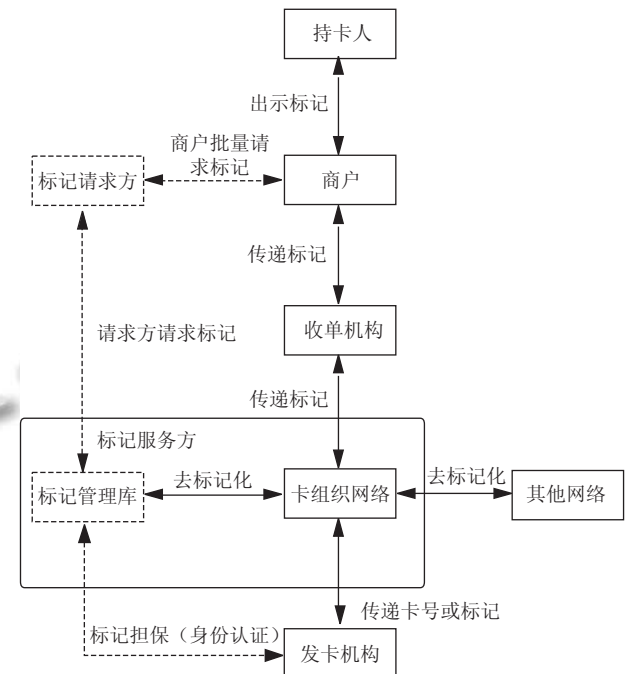 持卡人
出示标记
商户批量请
求标记
标记请求方
商户
传递标记
请求方请求标记
收单机构
传递标记
标记服务方
标记管理库
去标记化
卡组织网络
去标记化
其他网络
传递卡号或标记
标记担保（身份认证）
发卡机构